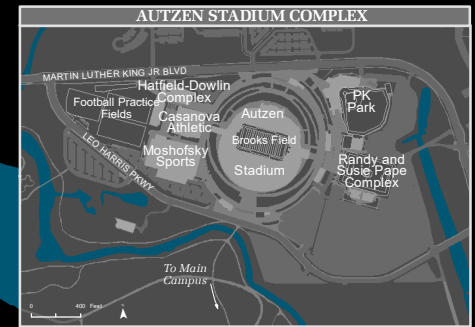 AUTZEN STADIUM COMPLEX
MARTIN LUTHER KING JR BLVD
Hatfield-Dowlin
Complex
Football Practice
Fields
Casanova
Athletic
Autzen
PK
Park
Brooks Field
LEO HARRIS PKWY
Moshofsky
Sports
Stadium
Randy and
Susie Pape
Complex
To Main
Campus
0 400 Feet